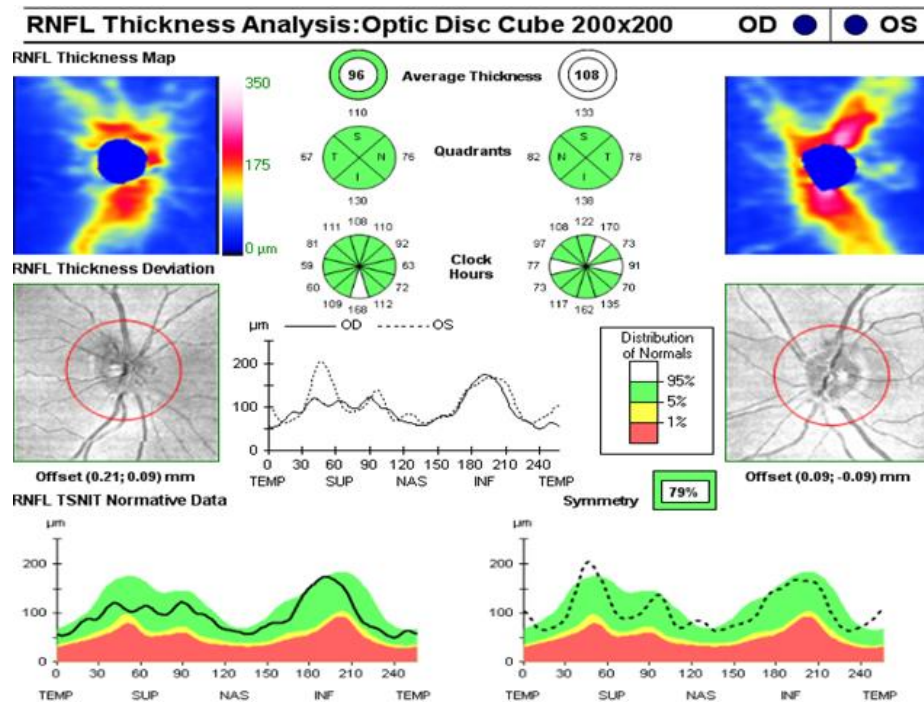 RNFL Thickness Analysis:Optic Disc Cube 200x200 OD OS
RNFL Thickness Map
350
175
0 µm
96 Average Thickness 108
110 133
S S
67 T N 76 Quadrants 82 N T 78
I I
130 138
108 122
111 110 108 170
81 92 97 73
59 63 Clock 77 91
60 72 Hours 73 70
109 112 117 135
168 162
RNFL Thickness Deviation
µm OD OS
200
100
0
0 30 60 90 120 150 180 210 240
TEMP SUP NAS INF TEMP
Distribution
of Normals
95%
5%
1%
Offset (0.21; 0.09) mm
Offset (0.09; -0.09) mm
RNFL TSNIT Normative Data
Symmetry 79%
µm
200
100
0
0 30 60 90 120 150 180 210 240
TEMP SUP NAS INF TEMP
µm
200
100
0
0 30 60 90 120 150 180 210 240
TEMP SUP NAS INF TEMP